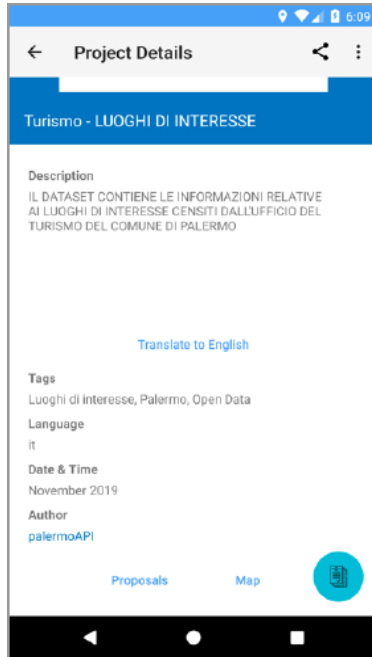 6:09
Project Details
Turismo - LUOGHI DI INTERESSE
Description
IL DATASET CONTIENE LE INFORMAZIONI RELATIVE
AI LUOGHI DI INTERESSE CENSITI DALL'UFFICIO DEL
TURISMO DEL COMUNE DI PALERMO
Translate to English
Tags
Luoghi di interesse, Palermo, Open Data
Language
it
Date & Time
November 2019
Author
palermoAPI
Proposals Map